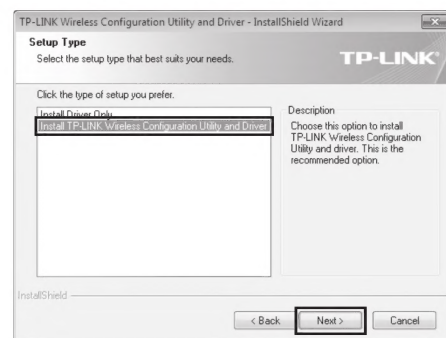 TP-LINK Wireless Configuration Utility and Driver - InstallShield Wizard
Setup Type
Select the setup type that best suits your needs.
TP-LINK®
Click the type of setup you prefer.
Install Driver Only
Install TP-LINK Wireless Configuration Utility and Driver
Description
Choose this option to install
TP-LINK Wireless Configuration
Utility and driver. This is the
recommended option.
InstallShield
< Back
Next >
Cancel